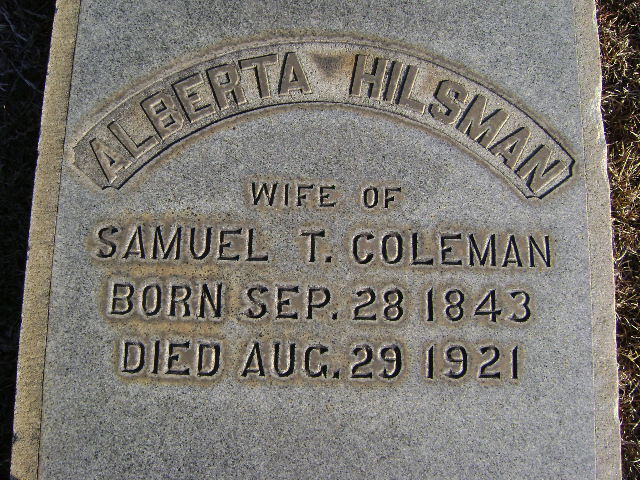 ALBERTA HILSMAN
WIFE OF
SAMUEL T. COLEMAN
BORN SEP. 28 1843
DIED AUG. 29 1921